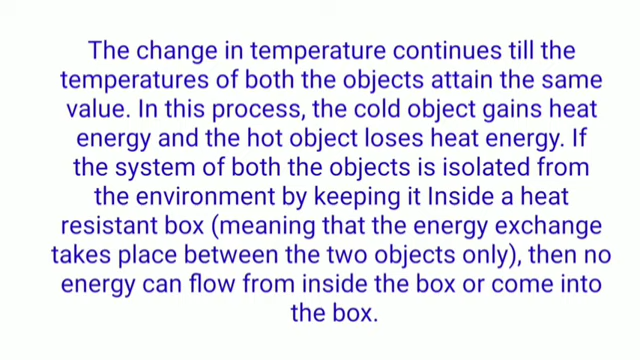 The change in temperature continues till the
temperatures of both the objects attain the same
value. In this process, the cold object gains heat
energy and the hot object loses heat energy. If
the system of both the objects is isolated from
the environment by keeping it Inside a heat
resistant box (meaning that the energy exchange
takes place between the two objects only), then no
energy can flow from inside the box or come into
the box.